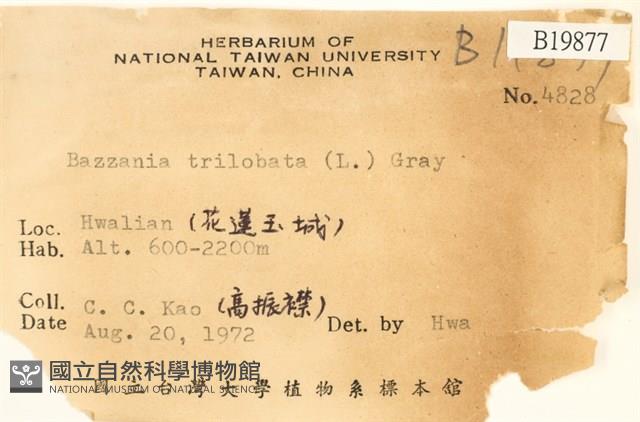 HERBARIUM OF
NATIONAL TAIWAN UNIVERSITY
TAIWAN, CHINA
B19877
No. 4828
Bazzania trilobata (L.) Gray
Loc. Hwalian (花蓮玉城)
Hab. Alt. 600-2200m
Coll. C. C. Kao (高振襟)
Date Aug. 20, 1972
Det. by Hwa
國立自然科學博物館
NATIONAL MUSEUM OF NATURAL SCIENCE
國立台灣大學植物系標本館